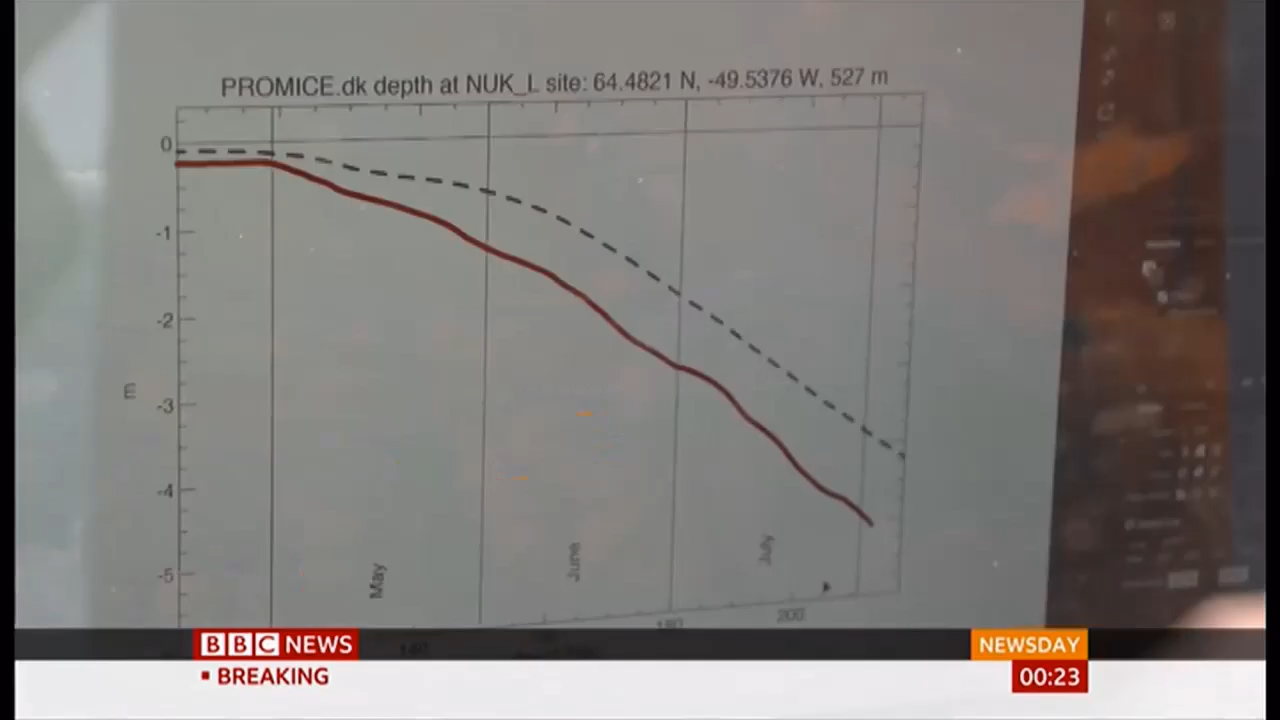 PROMICE.dk depth at NUK_L site: 64.4821 N, -49.5376 W, 527 m
0
-1
-2
m
-3
-4
-5
May
June
July
140
180
200
BBC NEWS
NEWSDAY
BREAKING
00:23